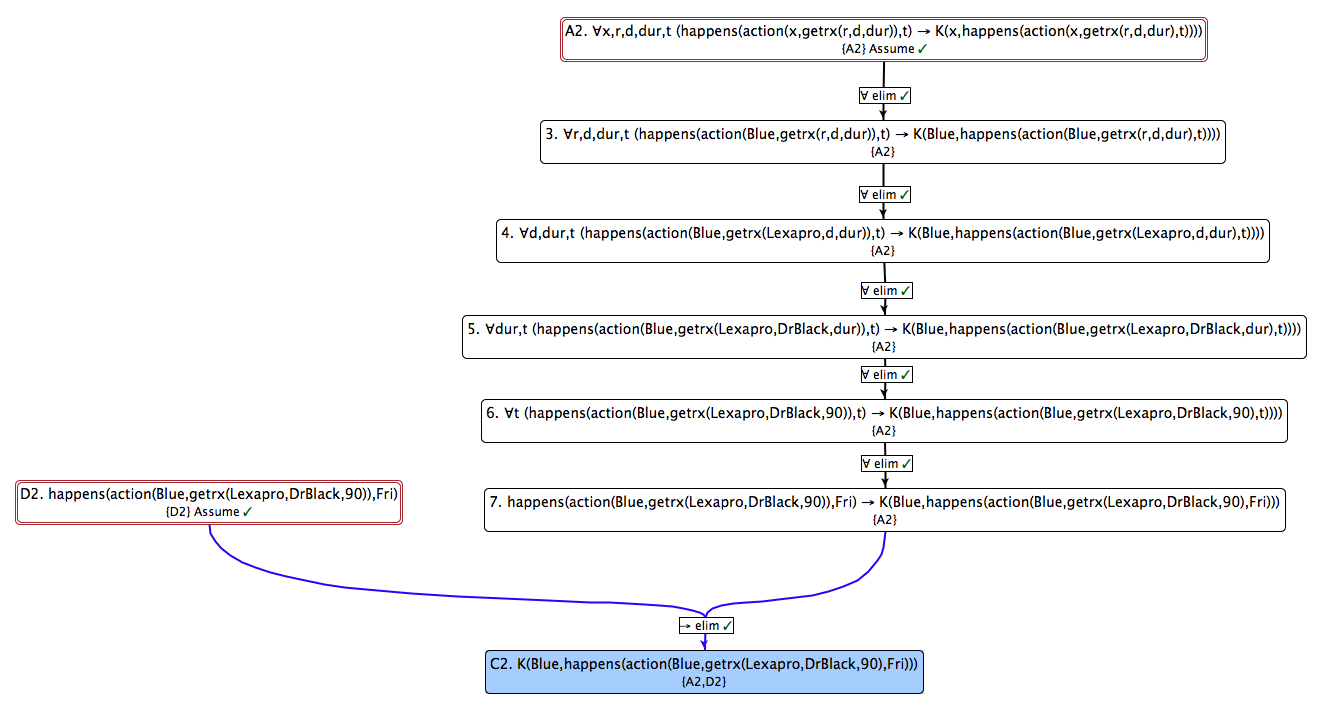 A2. ∀x,r,d,dur,t (happens(action(x,getrx(r,d,dur)),t) → K(x,happens(action(x,getrx(r,d,dur),t))))
{A2} Assume ✓
∀ elim ✓
3. ∀r,d,dur,t (happens(action(Blue,getrx(r,d,dur)),t) → K(Blue,happens(action(Blue,getrx(r,d,dur),t))))
{A2}
∀ elim ✓
4. ∀d,dur,t (happens(action(Blue,getrx(Lexapro,d,dur)),t) → K(Blue,happens(action(Blue,getrx(Lexapro,d,dur),t))))
{A2}
∀ elim ✓
5. ∀dur,t (happens(action(Blue,getrx(Lexapro,DrBlack,dur)),t) → K(Blue,happens(action(Blue,getrx(Lexapro,DrBlack,dur),t))))
{A2}
∀ elim ✓
6. ∀t (happens(action(Blue,getrx(Lexapro,DrBlack,90)),t) → K(Blue,happens(action(Blue,getrx(Lexapro,DrBlack,90),t))))
{A2}
∀ elim ✓
D2. happens(action(Blue,getrx(Lexapro,DrBlack,90)),Fri)
{D2} Assume ✓
7. happens(action(Blue,getrx(Lexapro,DrBlack,90)),Fri) → K(Blue,happens(action(Blue,getrx(Lexapro,DrBlack,90),Fri)))
{A2}
→ elim ✓
C2. K(Blue,happens(action(Blue,getrx(Lexapro,DrBlack,90),Fri)))
{A2,D2}